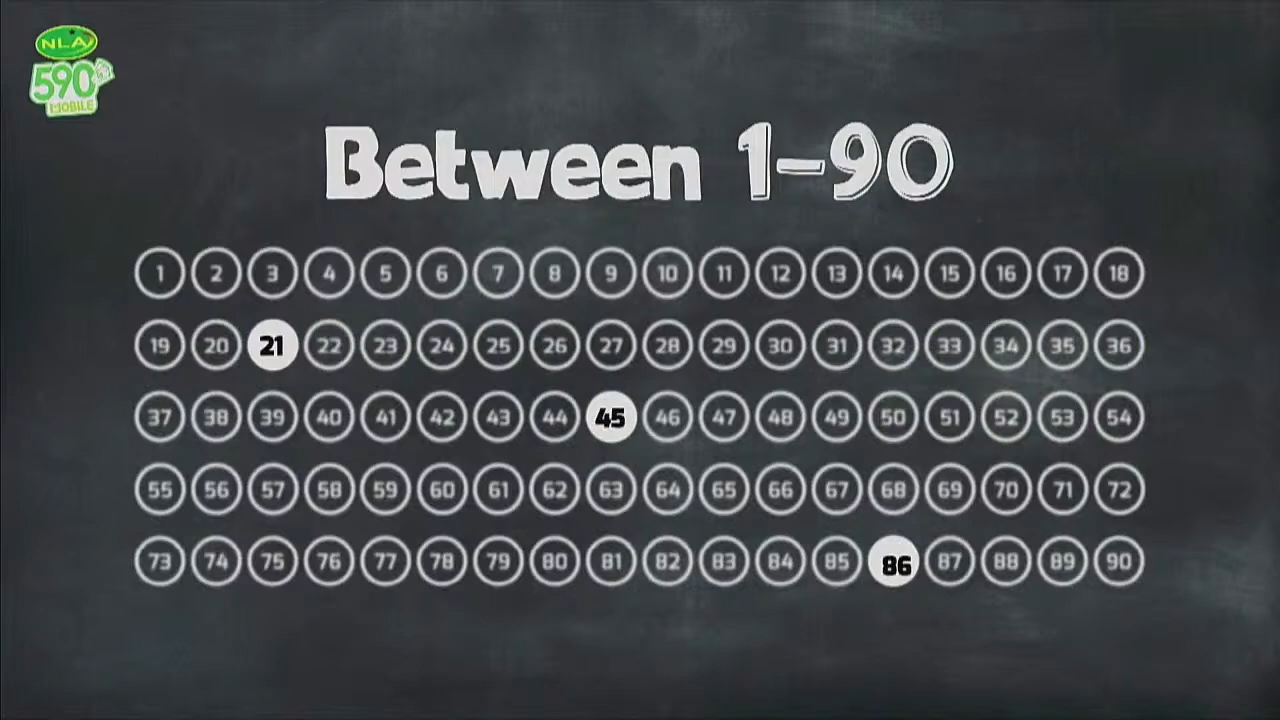 NLA
590
MOBILE
Between 1-90
1 2 3 4 5 6 7 8 9 10 11 12 13 14 15 16 17 18
19 20 21 22 23 24 25 26 27 28 29 30 31 32 33 34 35 36
37 38 39 40 41 42 43 44 45 46 47 48 49 50 51 52 53 54
55 56 57 58 59 60 61 62 63 64 65 66 67 68 69 70 71 72
73 74 75 76 77 78 79 80 81 82 83 84 85 86 87 88 89 90